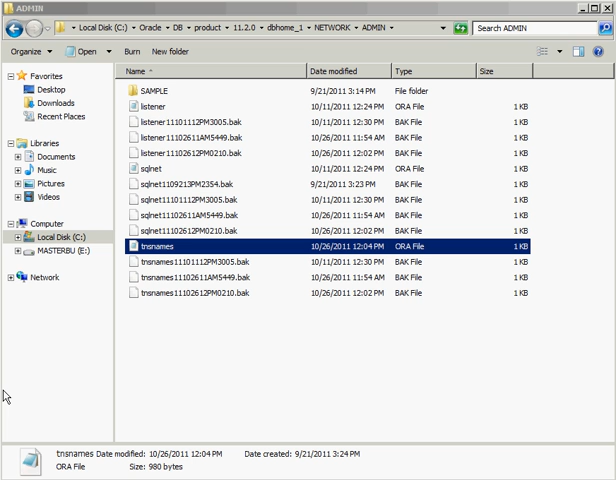 ADMIN
Local Disk (C:) Oracle DB product 11.2.0 dbhome_1 NETWORK ADMIN Search ADMIN
Organize Open Burn New folder
Name Date modified Type Size
Favorites
Desktop
Downloads
Recent Places
Libraries
Documents
Music
Pictures
Videos
Computer
Local Disk (C:)
MASTERBU (E:)
Network
SAMPLE 9/21/2011 3:14 PM File folder
listener 10/11/2011 12:24 PM ORA File 1 KB
listener11101112PM3005.bak 10/11/2011 12:30 PM BAK File 1 KB
listener11102611AM5449.bak 10/26/2011 11:54 AM BAK File 1 KB
listener11102612PM0210.bak 10/26/2011 12:02 PM BAK File 1 KB
sqlnet 10/11/2011 12:24 PM ORA File 1 KB
sqlnet1109213PM2354.bak 9/21/2011 3:23 PM BAK File 1 KB
sqlnet11101112PM3005.bak 10/11/2011 12:30 PM BAK File 1 KB
sqlnet11102611AM5449.bak 10/26/2011 11:54 AM BAK File 1 KB
sqlnet11102612PM0210.bak 10/26/2011 12:02 PM BAK File 1 KB
tnsnames 10/26/2011 12:04 PM ORA File 1 KB
tnsnames11101112PM3005.bak 10/11/2011 12:30 PM BAK File 1 KB
tnsnames11102611AM5449.bak 10/26/2011 11:54 AM BAK File 1 KB
tnsnames11102612PM0210.bak 10/26/2011 12:02 PM BAK File 1 KB
tnsnames Date modified: 10/26/2011 12:04 PM Date created: 9/21/2011 3:24 PM
ORA File Size: 980 bytes